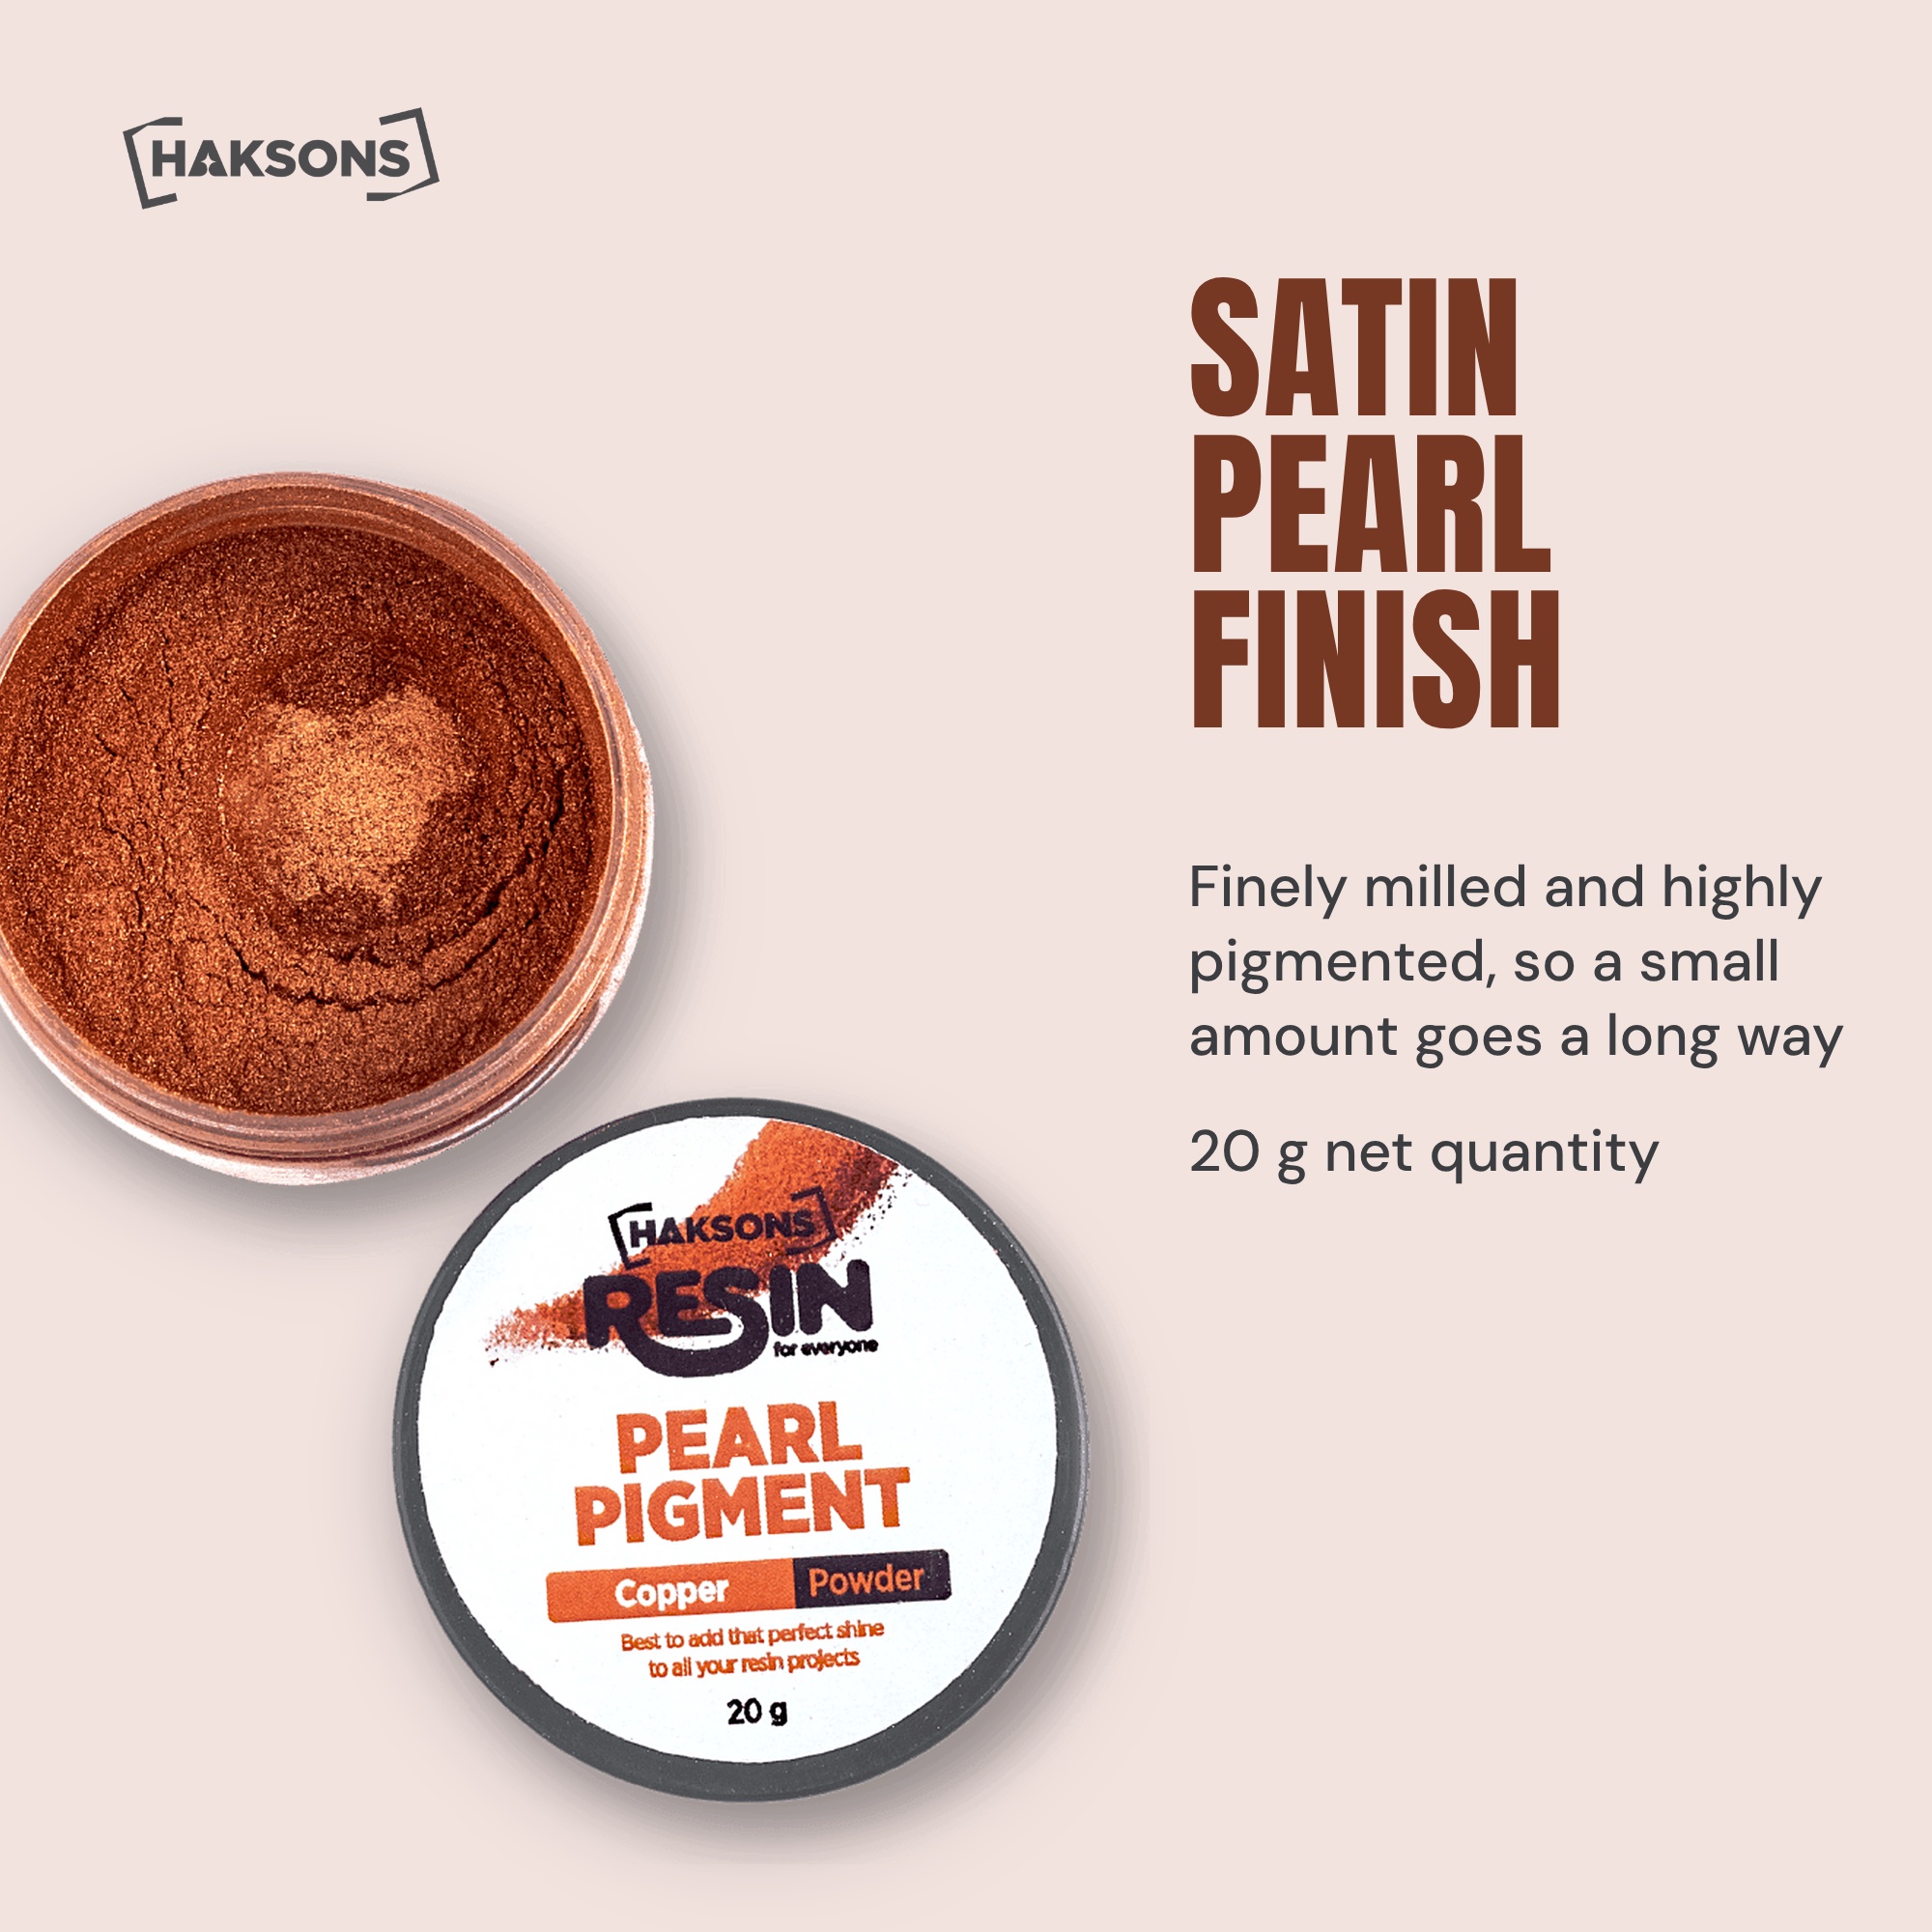 HAKSONS
SATIN
PEARL
FINISH
Finely milled and highly
pigmented, so a small
amount goes a long way
20 g net quantity
HAKSONS
RESIN
for everyone
PEARL
PIGMENT
Copper Powder
Best to add that perfect shine
to all your resin projects
20 g